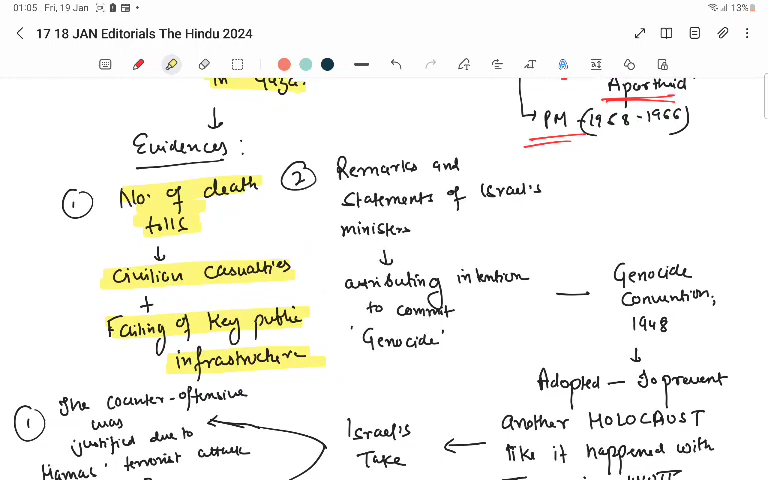 01:05 Fri, 19 Jan
13%
17 18 JAN Editorials The Hindu 2024
in Gaza.
Aparthid
PM - (1958-1966)
Evidences :
① No. of death
tolls
Civilian Casualties
+
Failing of Key public
infrastructure
② Remarks and
Statements of Israel's
ministers
attributing intention
to commit
'Genocide'
Genocide
Convention,
1948
Adopted - To prevent
another HOLOCAUST
like it happened with
Israel's
Take
① The counter-offensive
was
justified due to
Hamas' terrorist attack